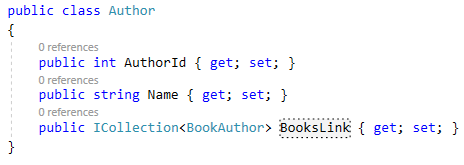 public class Author
{
0 references
public int AuthorId { get; set; }
0 references
public string Name { get; set; }
0 references
public ICollection<BookAuthor> BooksLink { get; set; }
}